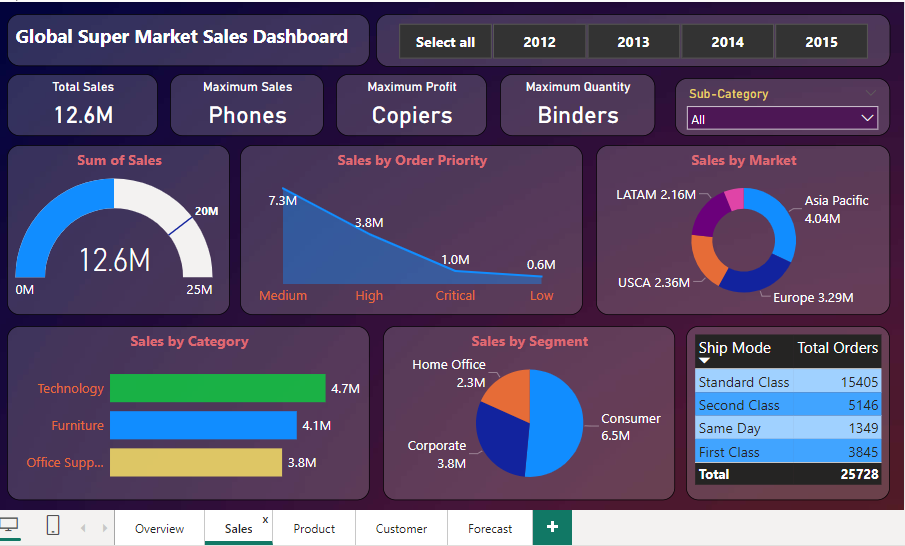 Global Super Market Sales Dashboard
Select all
2012
2013
2014
2015
Total Sales
12.6M
Maximum Sales
Phones
Maximum Profit
Copiers
Maximum Quantity
Binders
Sub-Category
All
Sum of Sales
20M
12.6M
0M
25M
Sales by Order Priority
7.3M
3.8M
1.0M
0.6M
Medium
High
Critical
Low
Sales by Market
LATAM 2.16M
Asia Pacific
4.04M
USCA 2.36M
Europe 3.29M
Sales by Category
Technology
4.7M
Furniture
4.1M
Office Supp...
3.8M
Sales by Segment
Home Office
2.3M
Consumer
6.5M
Corporate
3.8M
Ship Mode Total Orders
Standard Class 15405
Second Class 5146
Same Day 1349
First Class 3845
Total 25728
Overview
Sales
x
Product
Customer
Forecast
+